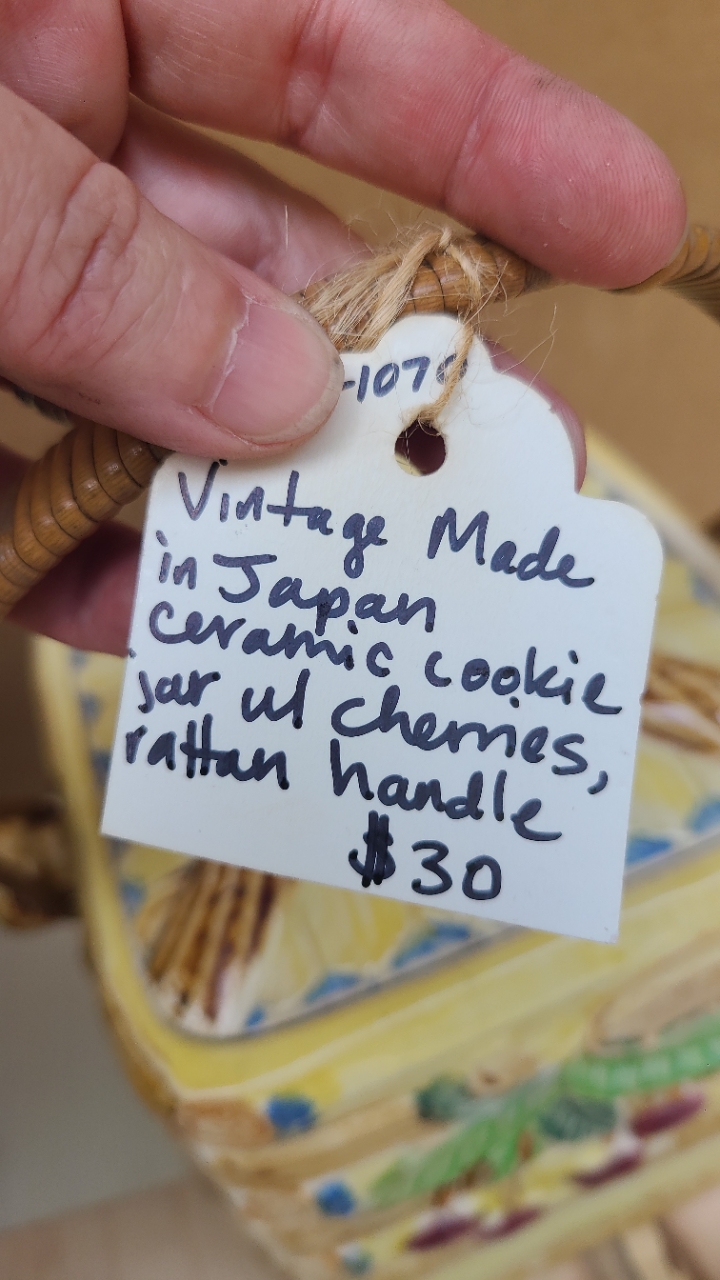 -1070
Vintage Made
in Japan
ceramic cookie
jar w/ cherries,
rattan handle
$30